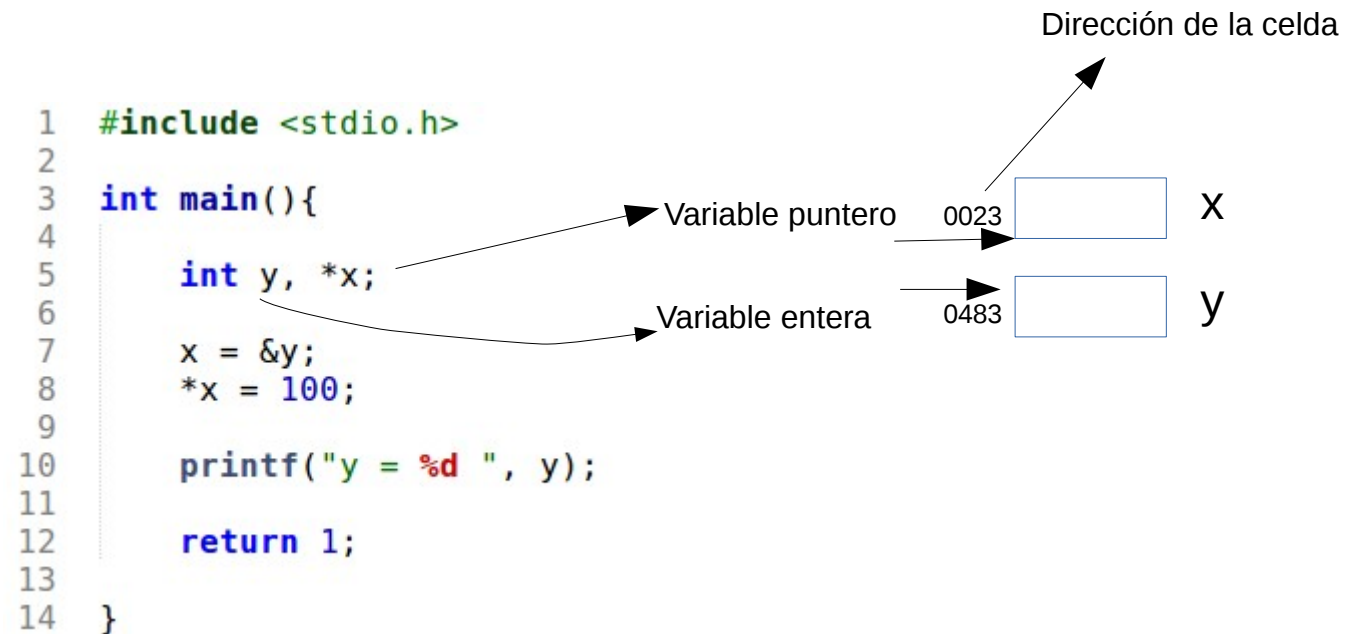 Dirección de la celda
1 #include <stdio.h>
2
3 int main(){
4
5 int y, *x;
6
7 x = &y;
8 *x = 100;
9
10 printf("y = %d ", y);
11
12 return 1;
13
14 }
Variable puntero 0023 x
Variable entera 0483 y